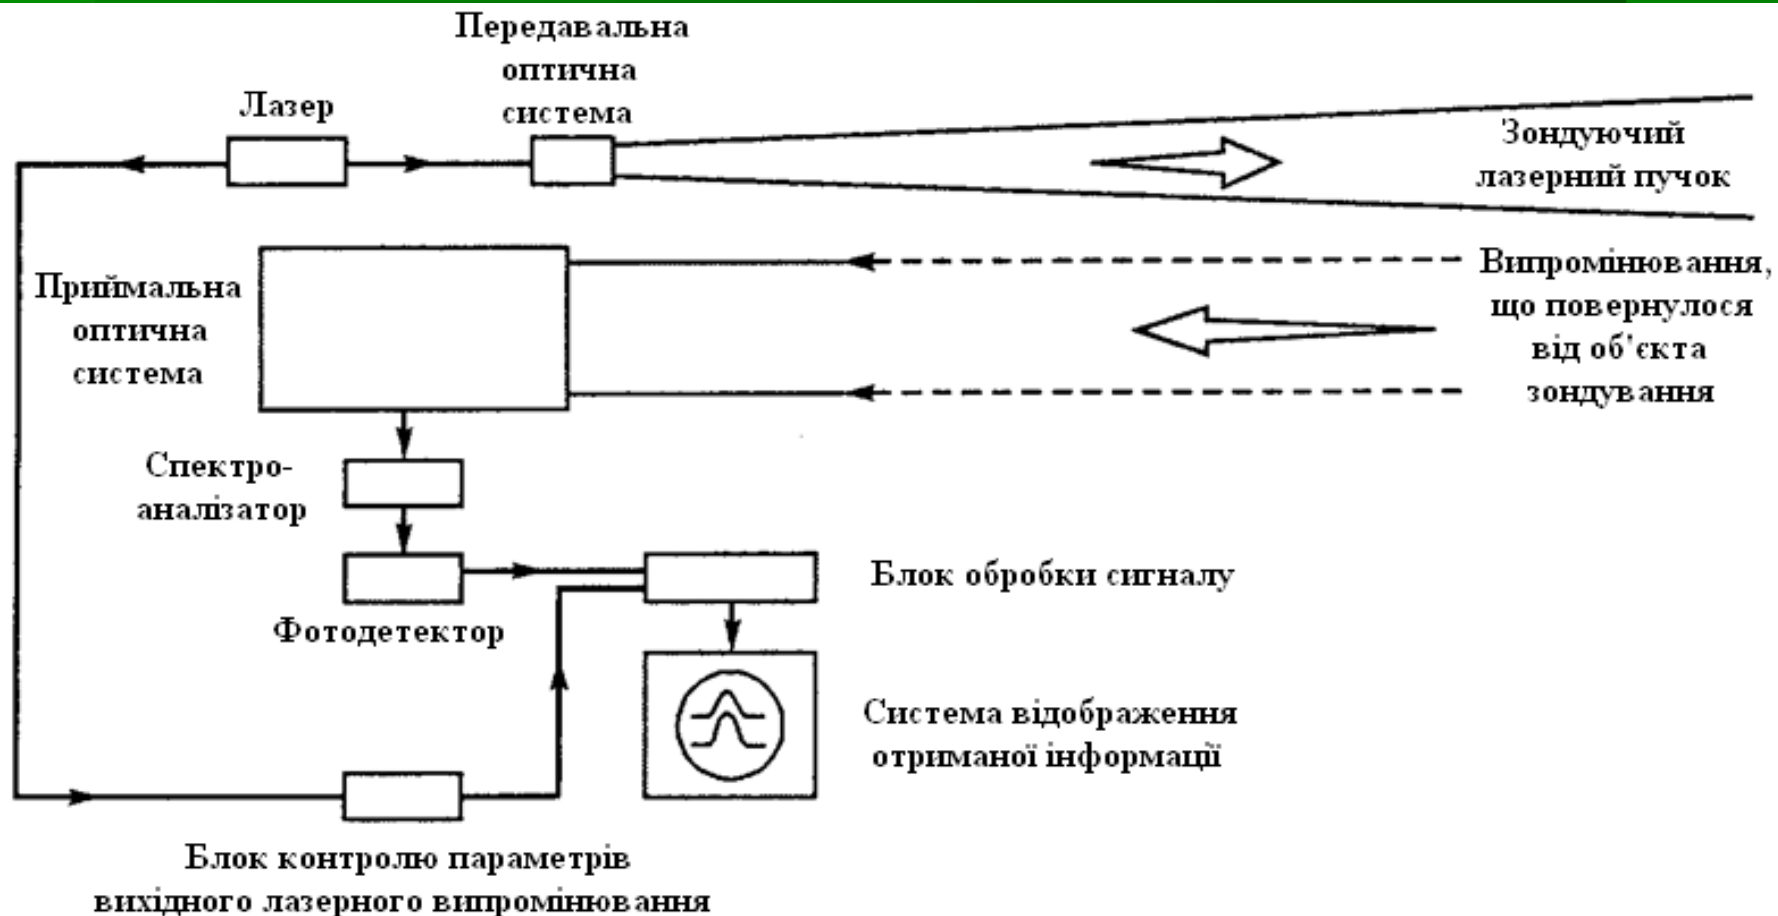 Передавальна
оптична
система
Лазер
Зондуючий
лазерний пучок
Приймальна
оптична
система
Випромінювання,
що повернулося
від об'єкта
зондування
Спектро-
аналізатор
Фотодетектор
Блок обробки сигналу
Система відображення
отриманої інформації
Блок контролю параметрів
вихідного лазерного випромінювання